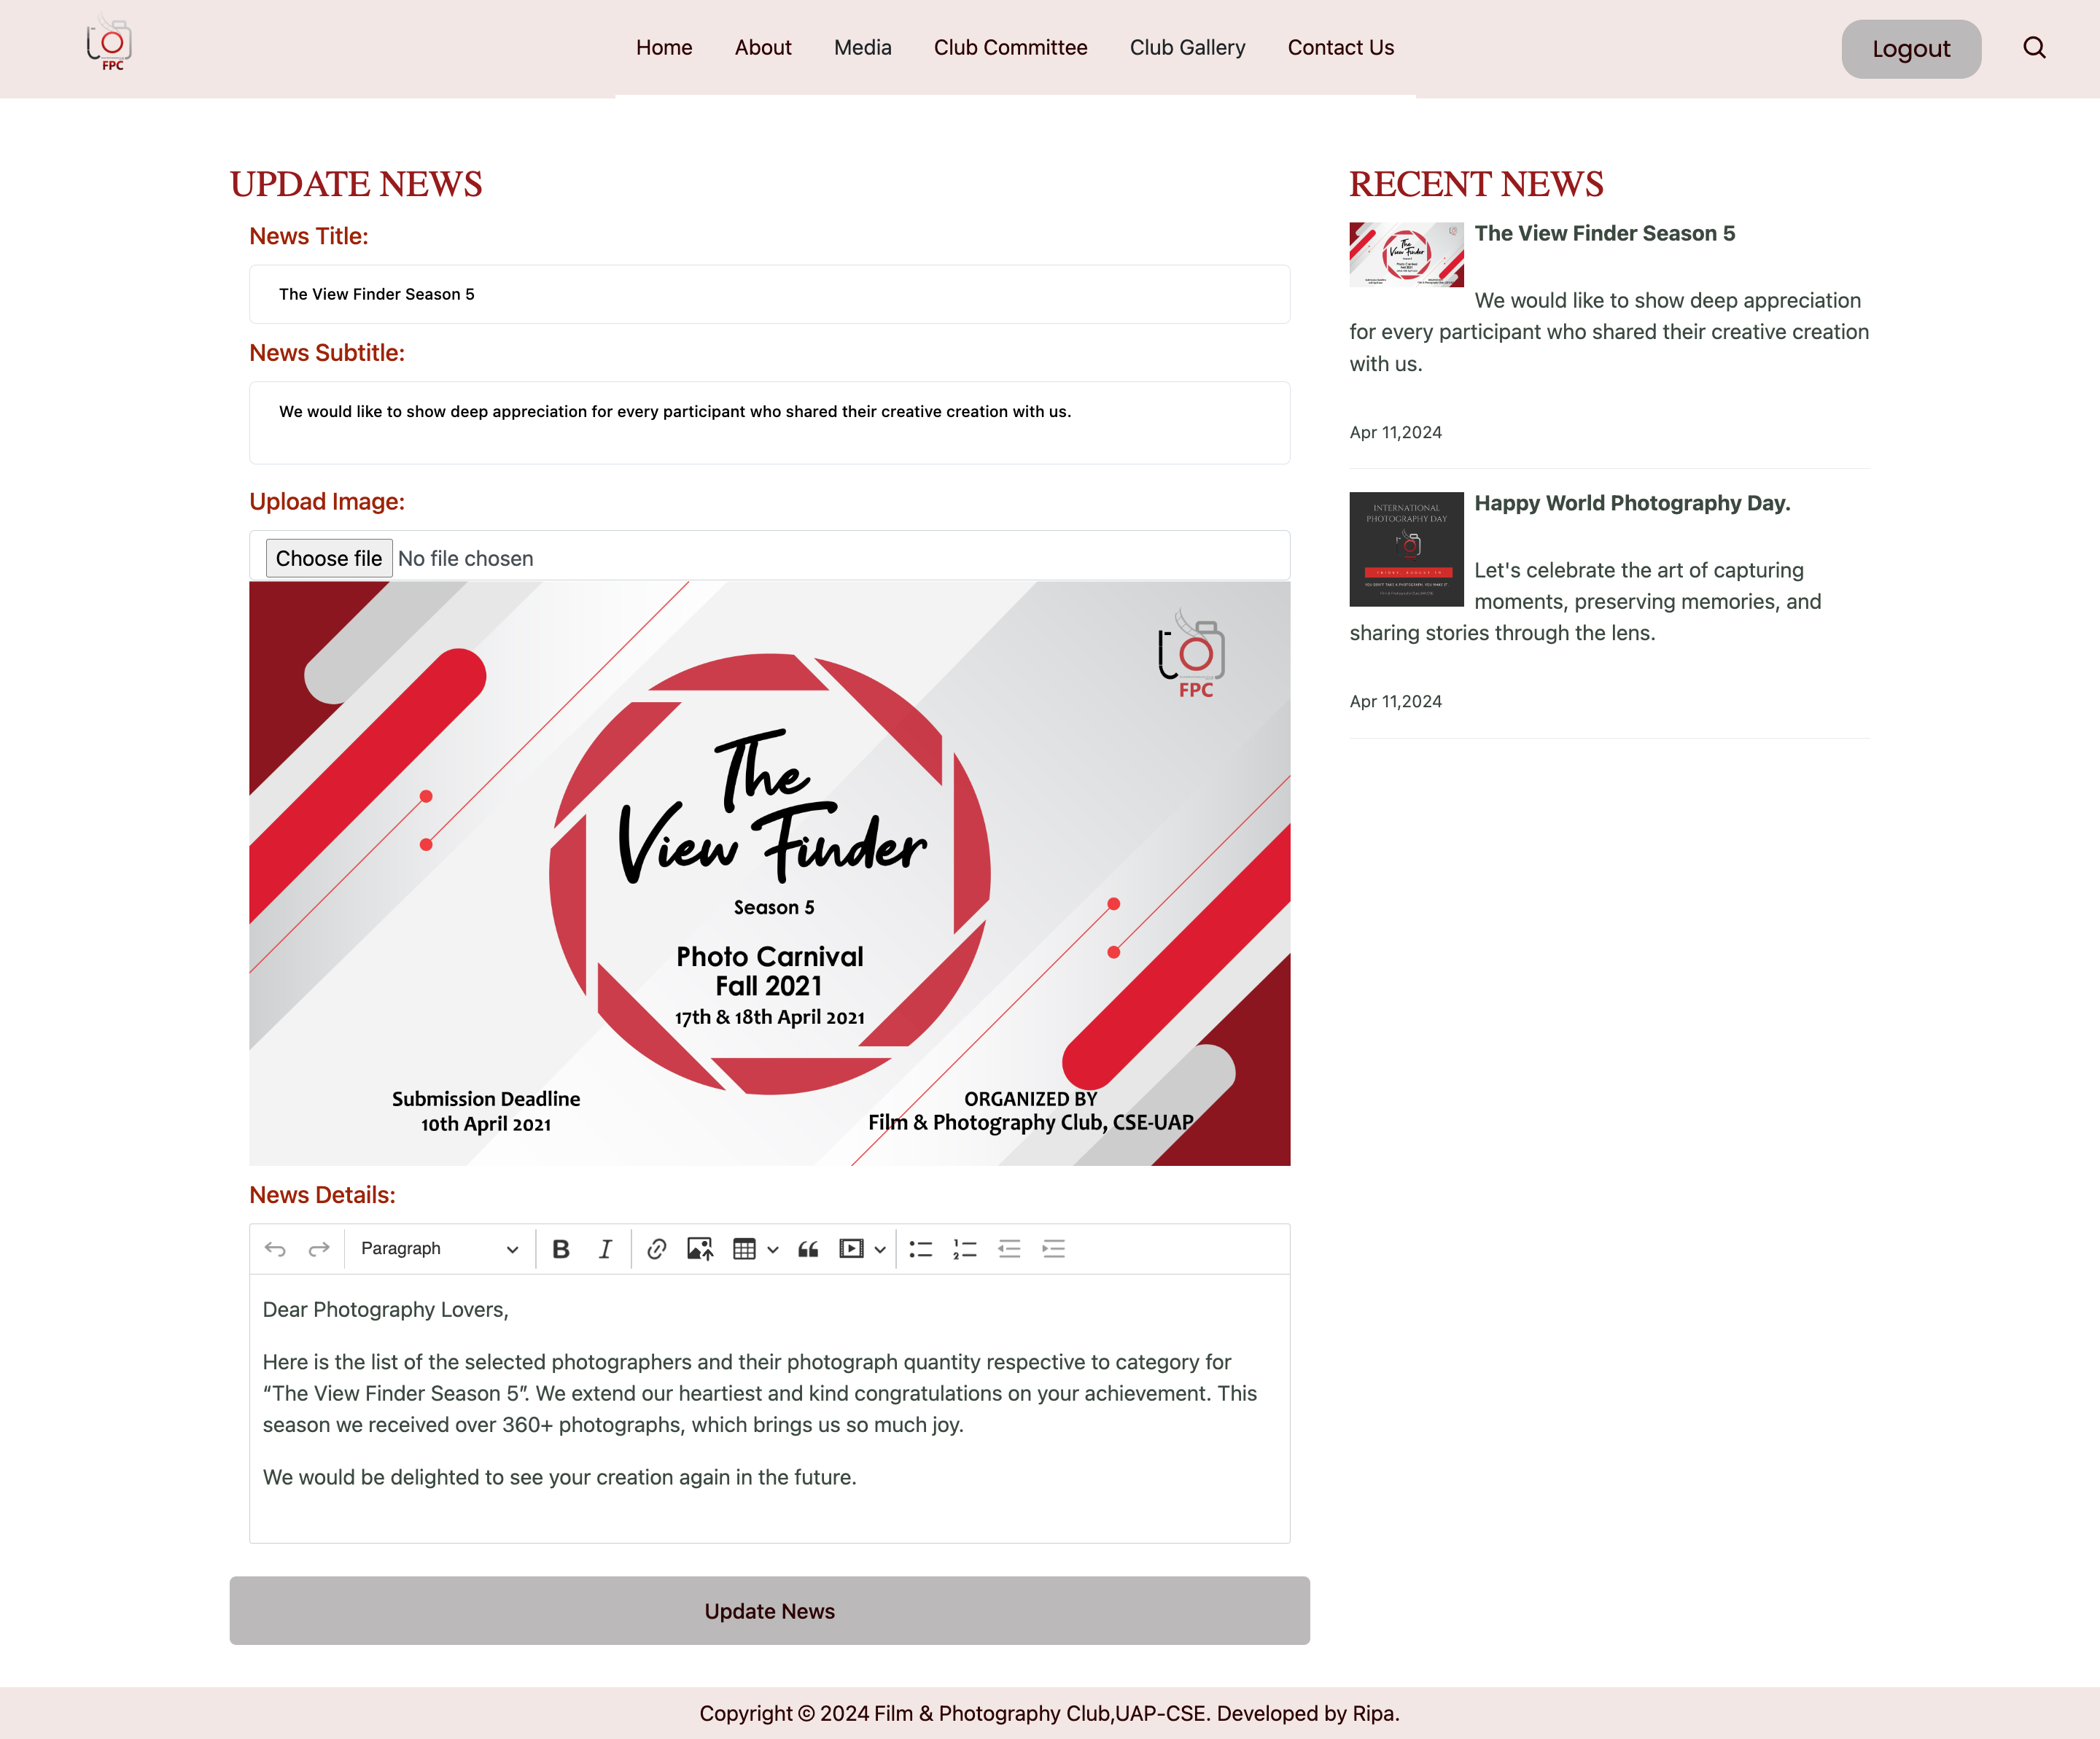 FPC
Home About Media Club Committee Club Gallery Contact Us
Logout
UPDATE NEWS
News Title:
The View Finder Season 5
News Subtitle:
We would like to show deep appreciation for every participant who shared their creative creation with us.
Upload Image:
Choose file No file chosen
FPC
The
View Finder
Season 5
Photo Carnival
Fall 2021
17th & 18th April 2021
Submission Deadline
10th April 2021
ORGANIZED BY
Film & Photography Club, CSE-UAP
News Details:
Paragraph
Dear Photography Lovers,
Here is the list of the selected photographers and their photograph quantity respective to category for
“The View Finder Season 5”. We extend our heartiest and kind congratulations on your achievement. This
season we received over 360+ photographs, which brings us so much joy.
We would be delighted to see your creation again in the future.
Update News
RECENT NEWS
The
View Finder
The View Finder Season 5
We would like to show deep appreciation
for every participant who shared their creative creation
with us.
Apr 11,2024
INTERNATIONAL
PHOTOGRAPHY DAY
Happy World Photography Day.
Let's celebrate the art of capturing
moments, preserving memories, and
sharing stories through the lens.
Apr 11,2024
Copyright © 2024 Film & Photography Club,UAP-CSE. Developed by Ripa.